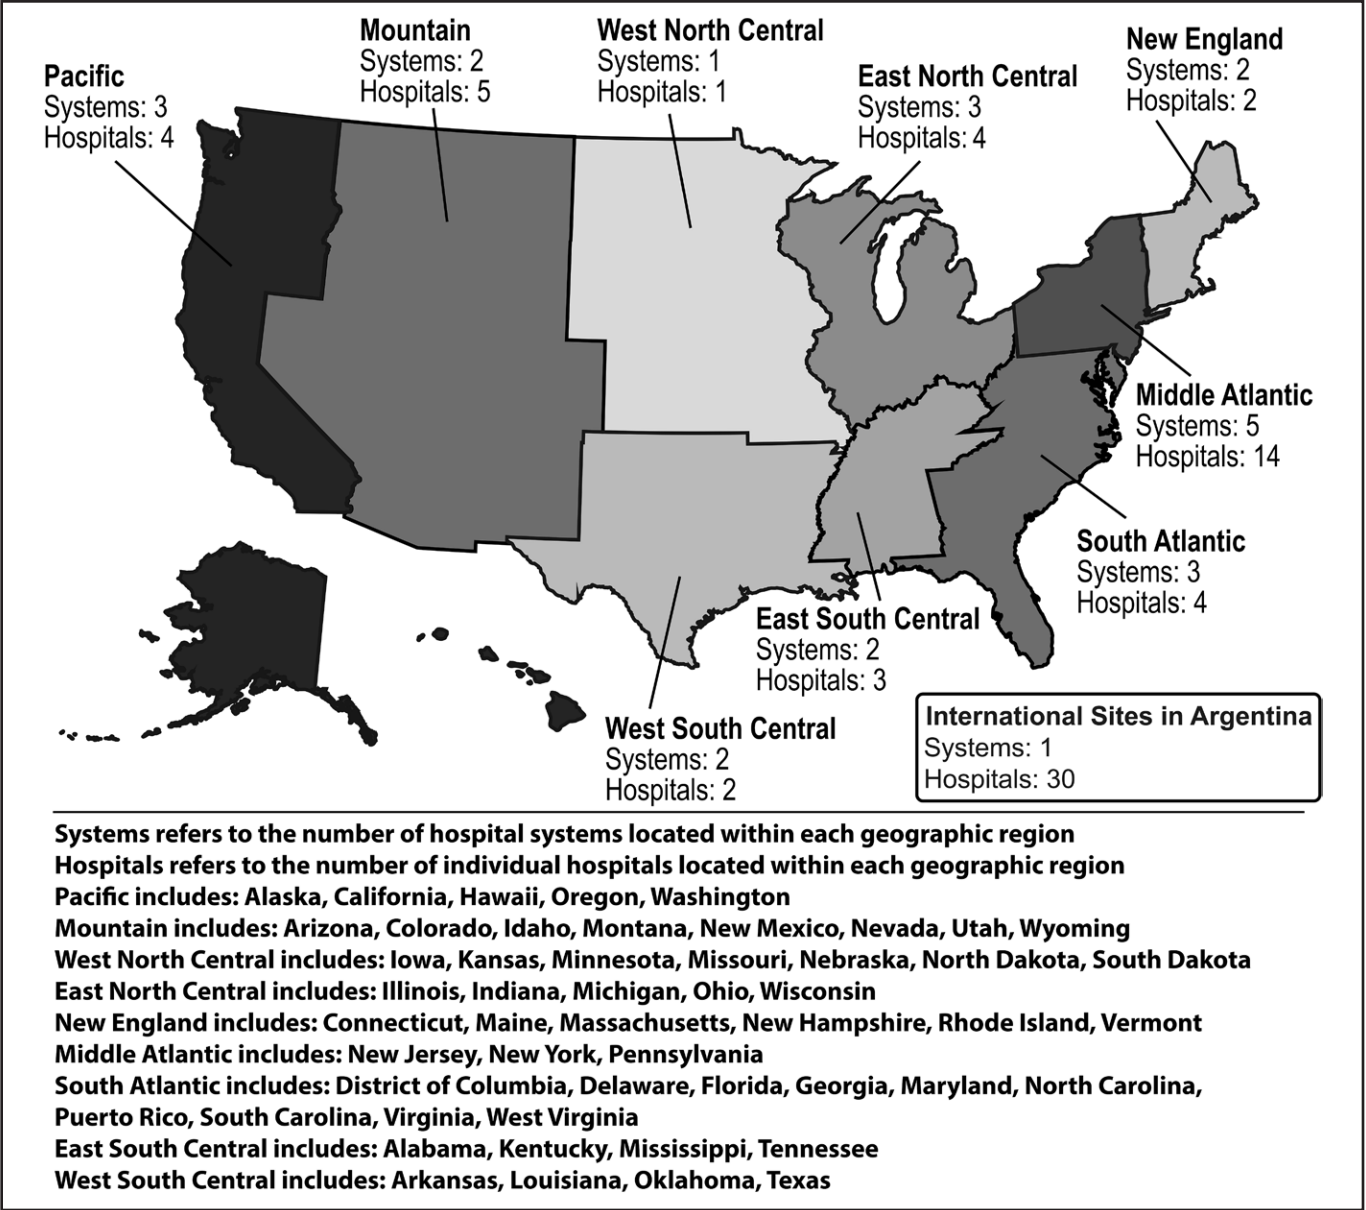 Pacific
Systems: 3
Hospitals: 4
Mountain
Systems: 2
Hospitals: 5
West North Central
Systems: 1
Hospitals: 1
East North Central
Systems: 3
Hospitals: 4
New England
Systems: 2
Hospitals: 2
Middle Atlantic
Systems: 5
Hospitals: 14
South Atlantic
Systems: 3
Hospitals: 4
East South Central
Systems: 2
Hospitals: 3
West South Central
Systems: 2
Hospitals: 2
International Sites in Argentina
Systems: 1
Hospitals: 30
Systems refers to the number of hospital systems located within each geographic region
Hospitals refers to the number of individual hospitals located within each geographic region
Pacific includes: Alaska, California, Hawaii, Oregon, Washington
Mountain includes: Arizona, Colorado, Idaho, Montana, New Mexico, Nevada, Utah, Wyoming
West North Central includes: Iowa, Kansas, Minnesota, Missouri, Nebraska, North Dakota, South Dakota
East North Central includes: Illinois, Indiana, Michigan, Ohio, Wisconsin
New England includes: Connecticut, Maine, Massachusetts, New Hampshire, Rhode Island, Vermont
Middle Atlantic includes: New Jersey, New York, Pennsylvania
South Atlantic includes: District of Columbia, Delaware, Florida, Georgia, Maryland, North Carolina,
Puerto Rico, South Carolina, Virginia, West Virginia
East South Central includes: Alabama, Kentucky, Mississippi, Tennessee
West South Central includes: Arkansas, Louisiana, Oklahoma, Texas